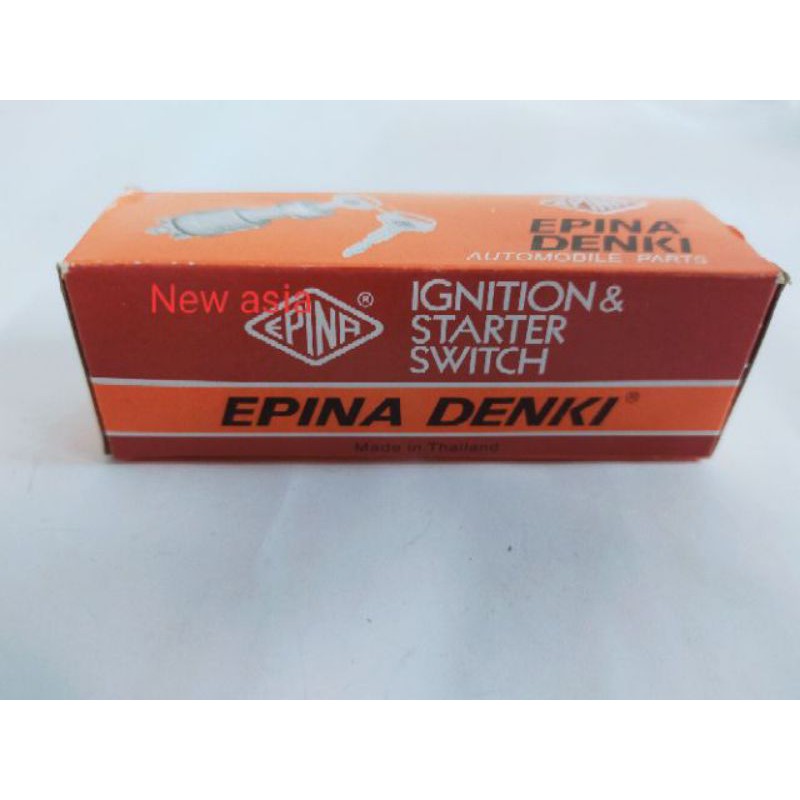 EPINA
DENKI
AUTOMOBILE PARTS
New asia
EPINA ®
IGNITION &
STARTER
SWITCH
EPINA DENKI ®
Made in Thailand